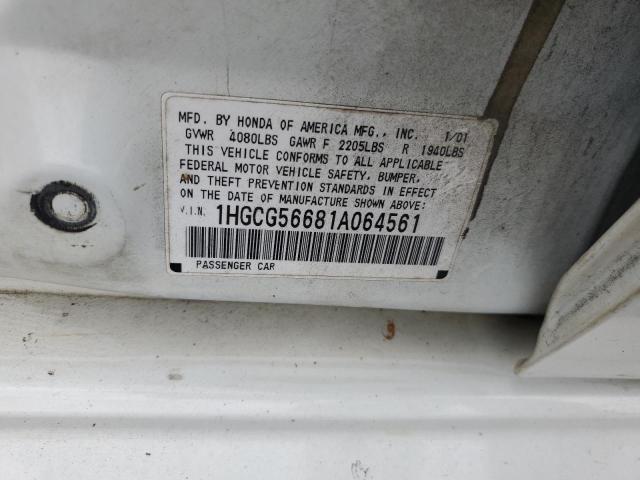 MFD. BY HONDA OF AMERICA MFG., INC. 1/01
GVWR 4080LBS GAWR F 2205LBS R 1940LBS
THIS VEHICLE CONFORMS TO ALL APPLICABLE
FEDERAL MOTOR VEHICLE SAFETY, BUMPER,
AND THEFT PREVENTION STANDARDS IN EFFECT
ON THE DATE OF MANUFACTURE SHOWN ABOVE:
V.I.N. 1HGCG56681A064561
PASSENGER CAR